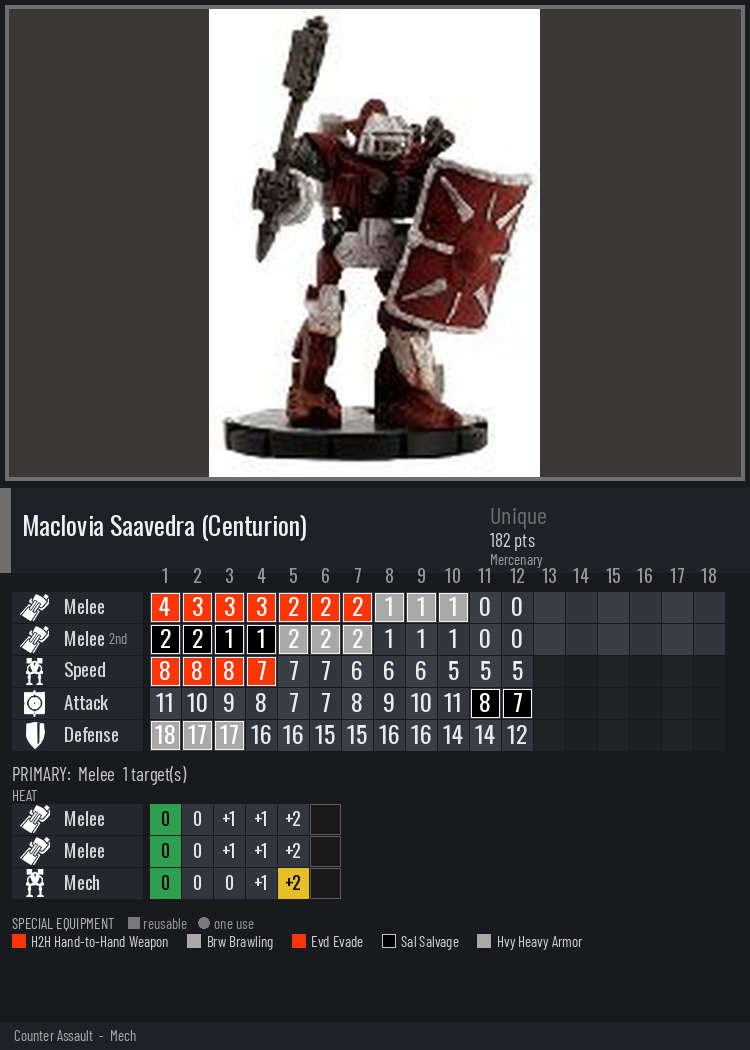 Maclovia Saavedra (Centurion)
Unique
182 pts
Mercenary
1 2 3 4 5 6 7 8 9 10 11 12 13 14 15 16 17 18
Melee 4 3 3 3 2 2 2 1 1 1 0 0
Melee 2nd 2 2 1 1 2 2 2 1 1 1 0 0
Speed 8 8 8 7 7 7 6 6 6 5 5 5
Attack 11 10 9 8 7 7 8 9 10 11 8 7
Defense 18 17 17 16 16 15 15 16 16 14 14 12
PRIMARY: Melee 1 target(s)
HEAT
Melee 0 0 +1 +1 +2
Melee 0 0 +1 +1 +2
Mech 0 0 0 +1 +2
SPECIAL EQUIPMENT reusable one use
H2H Hand-to-Hand Weapon Brw Brawling Evd Evade Sal Salvage Hvy Heavy Armor
Counter Assault - Mech